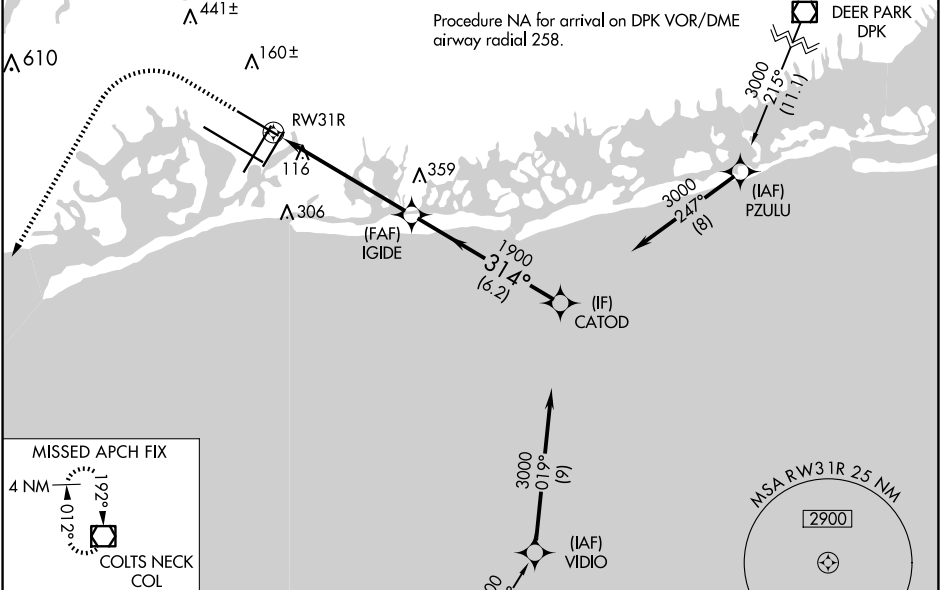 441±
610
160±
Procedure NA for arrival on DPK VOR/DME
airway radial 258.
DEER PARK
DPK
3000
215°
(11.1)
RW31R
116
359
306
(IAF)
PZULU
3000
247°
(8)
(FAF)
IGIDE
1900
314°
(6.2)
(IF)
CATOD
3000
019°
(9)
(IAF)
VIDIO
MISSED APCH FIX
4 NM
192°
012°
COLTS NECK
COL
MSA RW31R 25 NM
2900